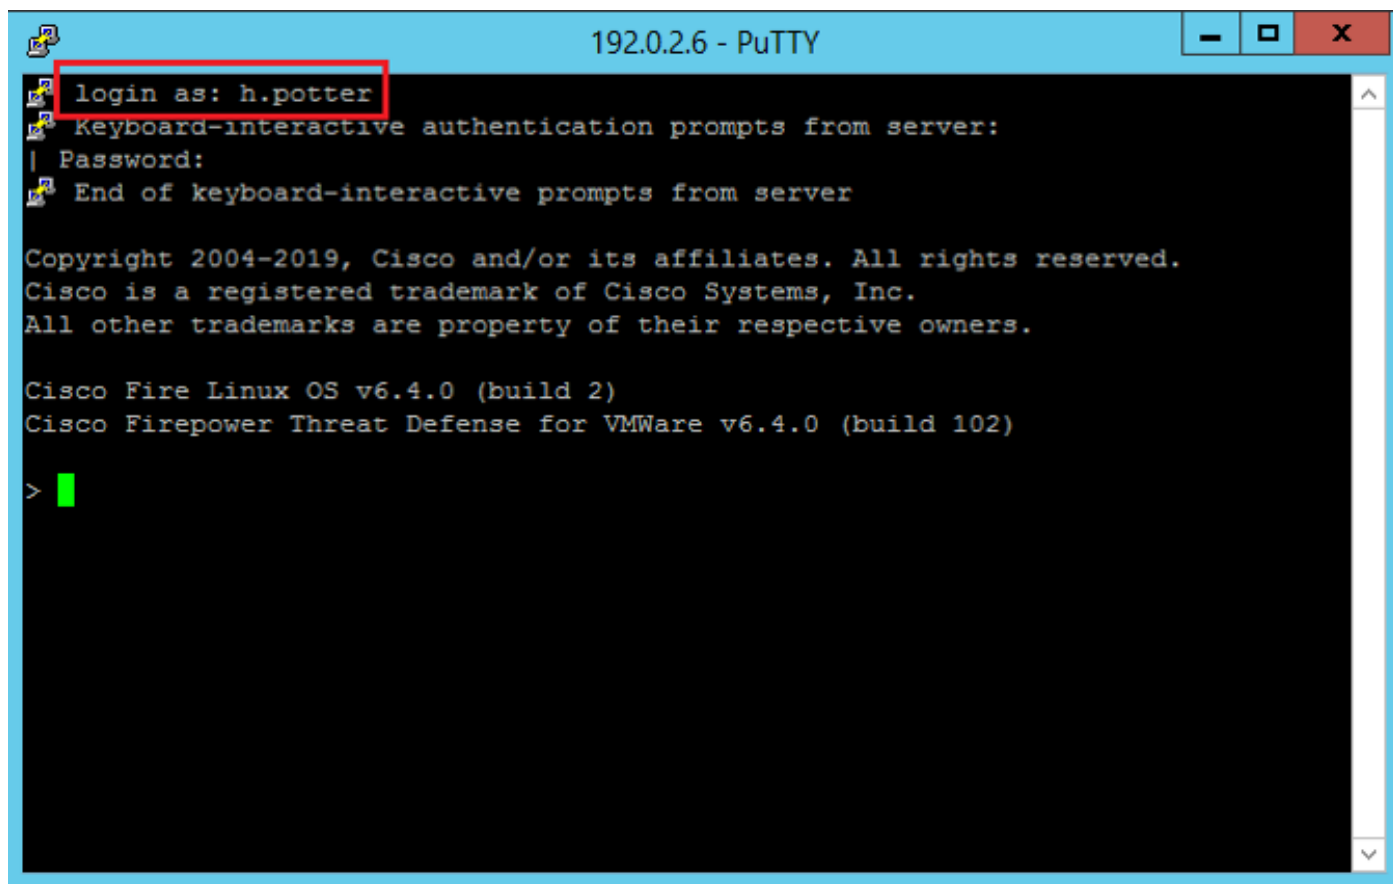 192.0.2.6 - PuTTY
login as: h.potter
Keyboard-interactive authentication prompts from server:
| Password:
End of keyboard-interactive prompts from server
Copyright 2004-2019, Cisco and/or its affiliates. All rights reserved.
Cisco is a registered trademark of Cisco Systems, Inc.
All other trademarks are property of their respective owners.
Cisco Fire Linux OS v6.4.0 (build 2)
Cisco Firepower Threat Defense for VMWare v6.4.0 (build 102)
>